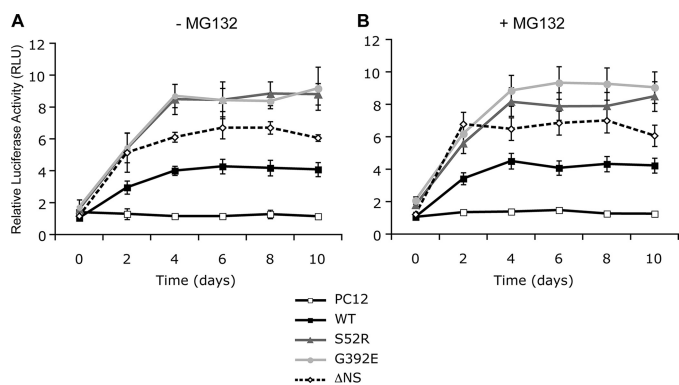 A
- MG132
B
+ MG132
Relative Luciferase Activity (RLU)
12
10
8
6
4
2
0
0 2 4 6 8 10
Time (days)
12
10
8
6
4
2
0
0 2 4 6 8 10
Time (days)
PC12
WT
S52R
G392E
ΔNS